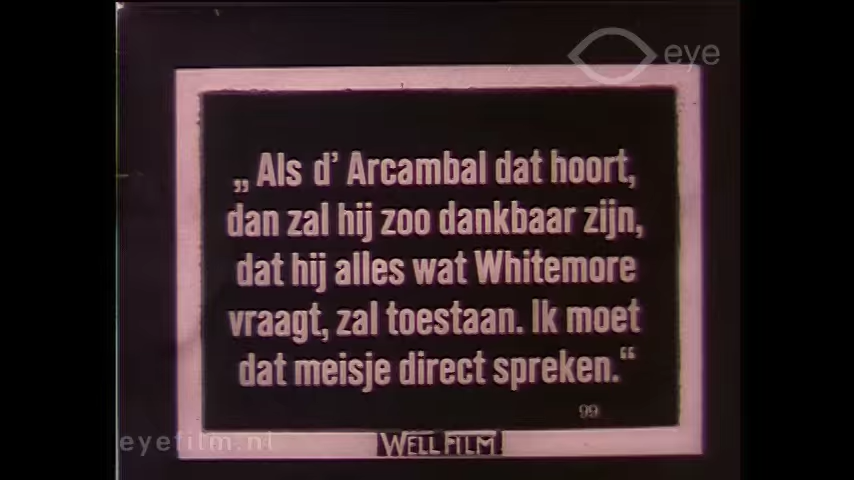 eye
„Als d' Arcambal dat hoort,
dan zal hij zoo dankbaar zijn,
dat hij alles wat Whitemore
vraagt, zal toestaan. Ik moet
dat meisje direct spreken.“
99
WELL FILM!
eyefilm.nl